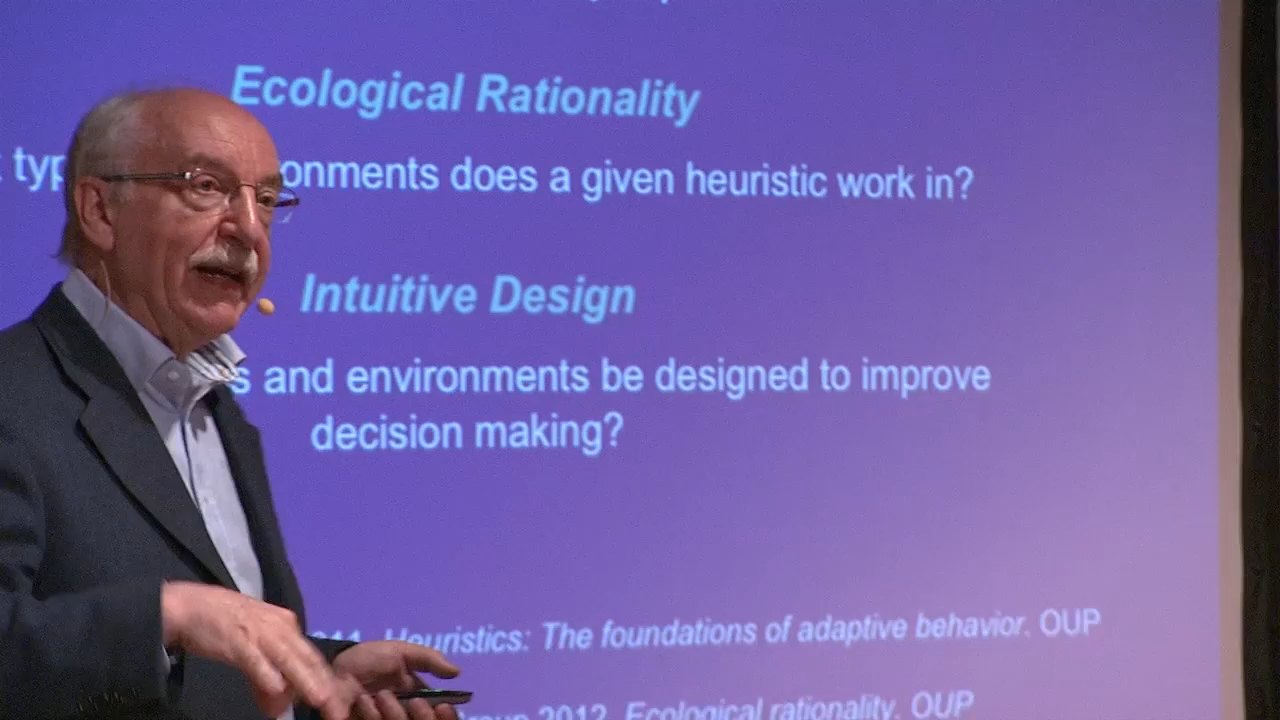 Ecological Rationality
typ onments does a given heuristic work in?
Intuitive Design
s and environments be designed to improve
decision making?
Heuristics: The foundations of adaptive behavior. OUP
Group 2012. Ecological rationality. OUP